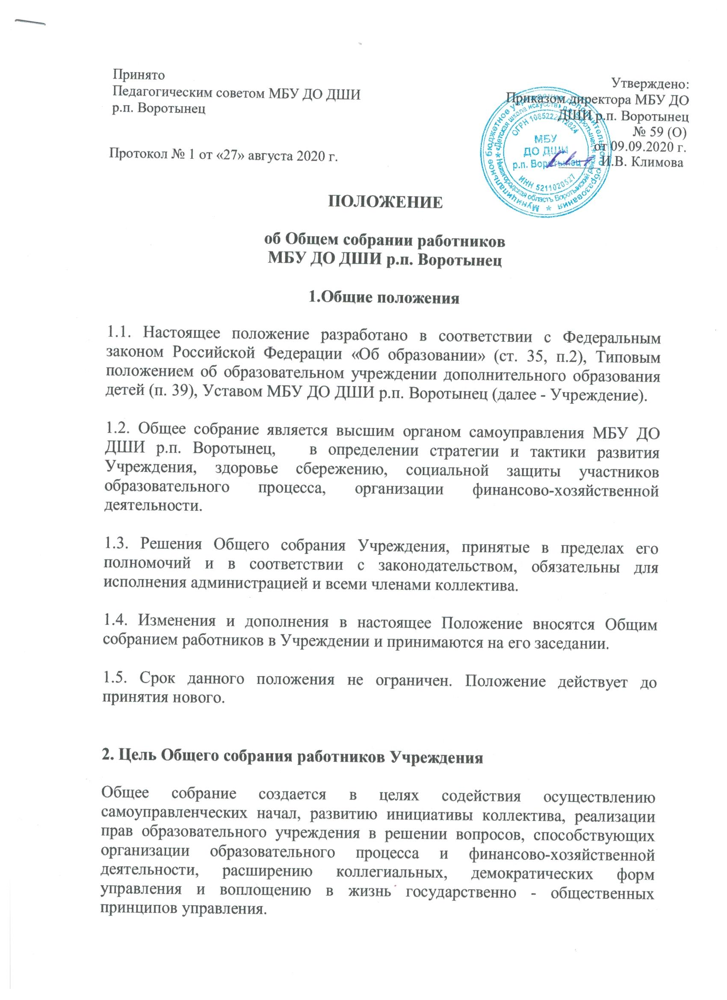 Принято
Педагогическим советом МБУ ДО ДШИ
р.п. Воротынец
Протокол № 1 от «27» августа 2020 г.
Утверждено:
Приказом директора МБУ ДО
ДШИ р.п. Воротынец
№ 59 (О)
от 09.09.2020 г.
И.В. Климова
Муниципальное бюджетное учреждение дополнительного образования
«Детская школа искусств» р.п. Воротынец
Нижегородская область Воротынский район
ОГРН
МБУ
ДО ДШИ
р.п. Воротынец
ИНН 5211020527
ПОЛОЖЕНИЕ
об Общем собрании работников
МБУ ДО ДШИ р.п. Воротынец
1.Общие положения
1.1. Настоящее положение разработано в соответствии с Федеральным
законом Российской Федерации «Об образовании» (ст. 35, п.2), Типовым
положением об образовательном учреждении дополнительного образования
детей (п. 39), Уставом МБУ ДО ДШИ р.п. Воротынец (далее - Учреждение).
1.2. Общее собрание является высшим органом самоуправления МБУ ДО
ДШИ р.п. Воротынец, в определении стратегии и тактики развития
Учреждения, здоровье сбережению, социальной защиты участников
образовательного процесса, организации финансово-хозяйственной
деятельности.
1.3. Решения Общего собрания Учреждения, принятые в пределах его
полномочий и в соответствии с законодательством, обязательны для
исполнения администрацией и всеми членами коллектива.
1.4. Изменения и дополнения в настоящее Положение вносятся Общим
собранием работников в Учреждении и принимаются на его заседании.
1.5. Срок данного положения не ограничен. Положение действует до
принятия нового.
2. Цель Общего собрания работников Учреждения
Общее собрание создается в целях содействия осуществлению
самоуправленческих начал, развитию инициативы коллектива, реализации
прав образовательного учреждения в решении вопросов, способствующих
организации образовательного процесса и финансово-хозяйственной
деятельности, расширению коллегиальных, демократических форм
управления и воплощению в жизнь государственно - общественных
принципов управления.